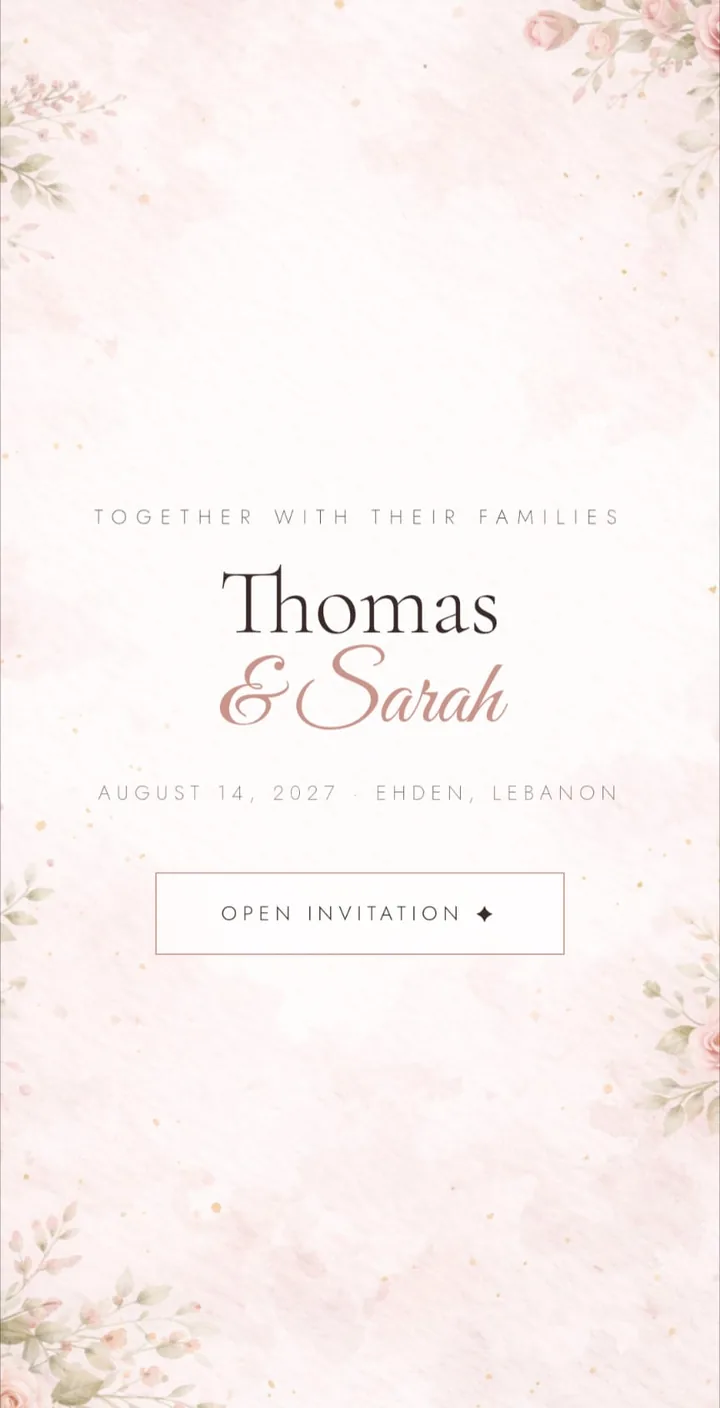 TOGETHER WITH THEIR FAMILIES
Thomas
& Sarah
AUGUST 14, 2027 · EHDEN, LEBANON
OPEN INVITATION ✦